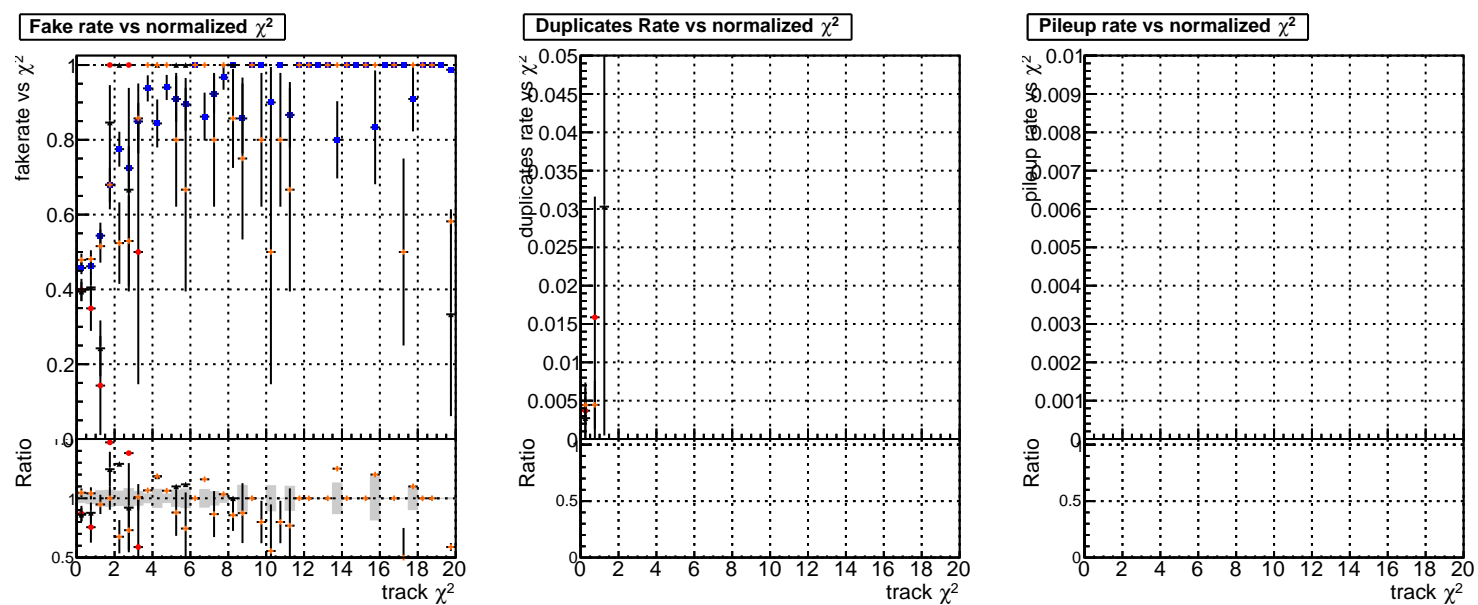 Fake rate vs normalized χ²
fakerate vs χ²
1
0.8
0.6
0.4
0.2
0
Ratio
1
0.5
0 2 4 6 8 10 12 14 16 18 20
track χ²
Duplicates Rate vs normalized χ²
duplicates rate vs χ²
0.05
0.045
0.04
0.035
0.03
0.025
0.02
0.015
0.01
0.005
0
Ratio
1
0.5
0
0 2 4 6 8 10 12 14 16 18 20
track χ²
Pileup rate vs normalized χ²
pileup rate vs χ²
0.01
0.009
0.008
0.007
0.006
0.005
0.004
0.003
0.002
0.001
0
Ratio
1
0.5
0
0 2 4 6 8 10 12 14 16 18 20
track χ²